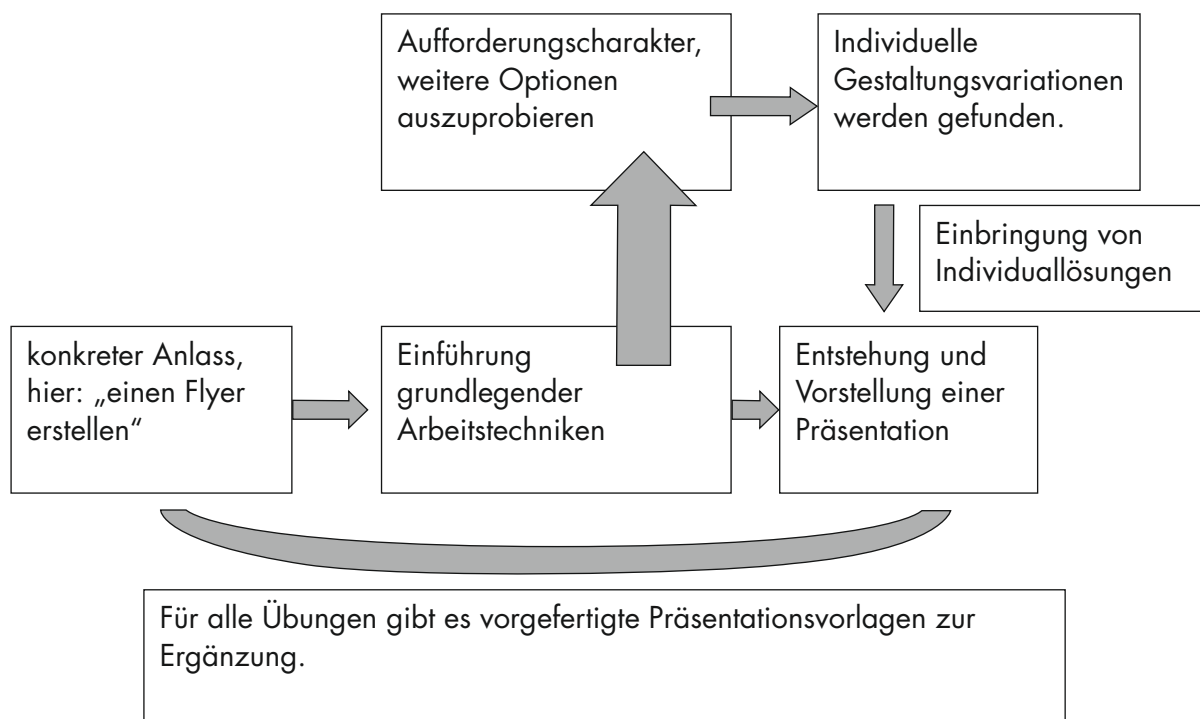 Aufforderungscharakter,
weitere Optionen
auszuprobieren
Individuelle
Gestaltungsvariationen
werden gefunden.
Einbringung von
Individuallösungen
konkreter Anlass,
hier: „einen Flyer
erstellen“
Einführung
grundlegender
Arbeitstechniken
Entstehung und
Vorstellung einer
Präsentation
Für alle Übungen gibt es vorgefertigte Präsentationsvorlagen zur
Ergänzung.